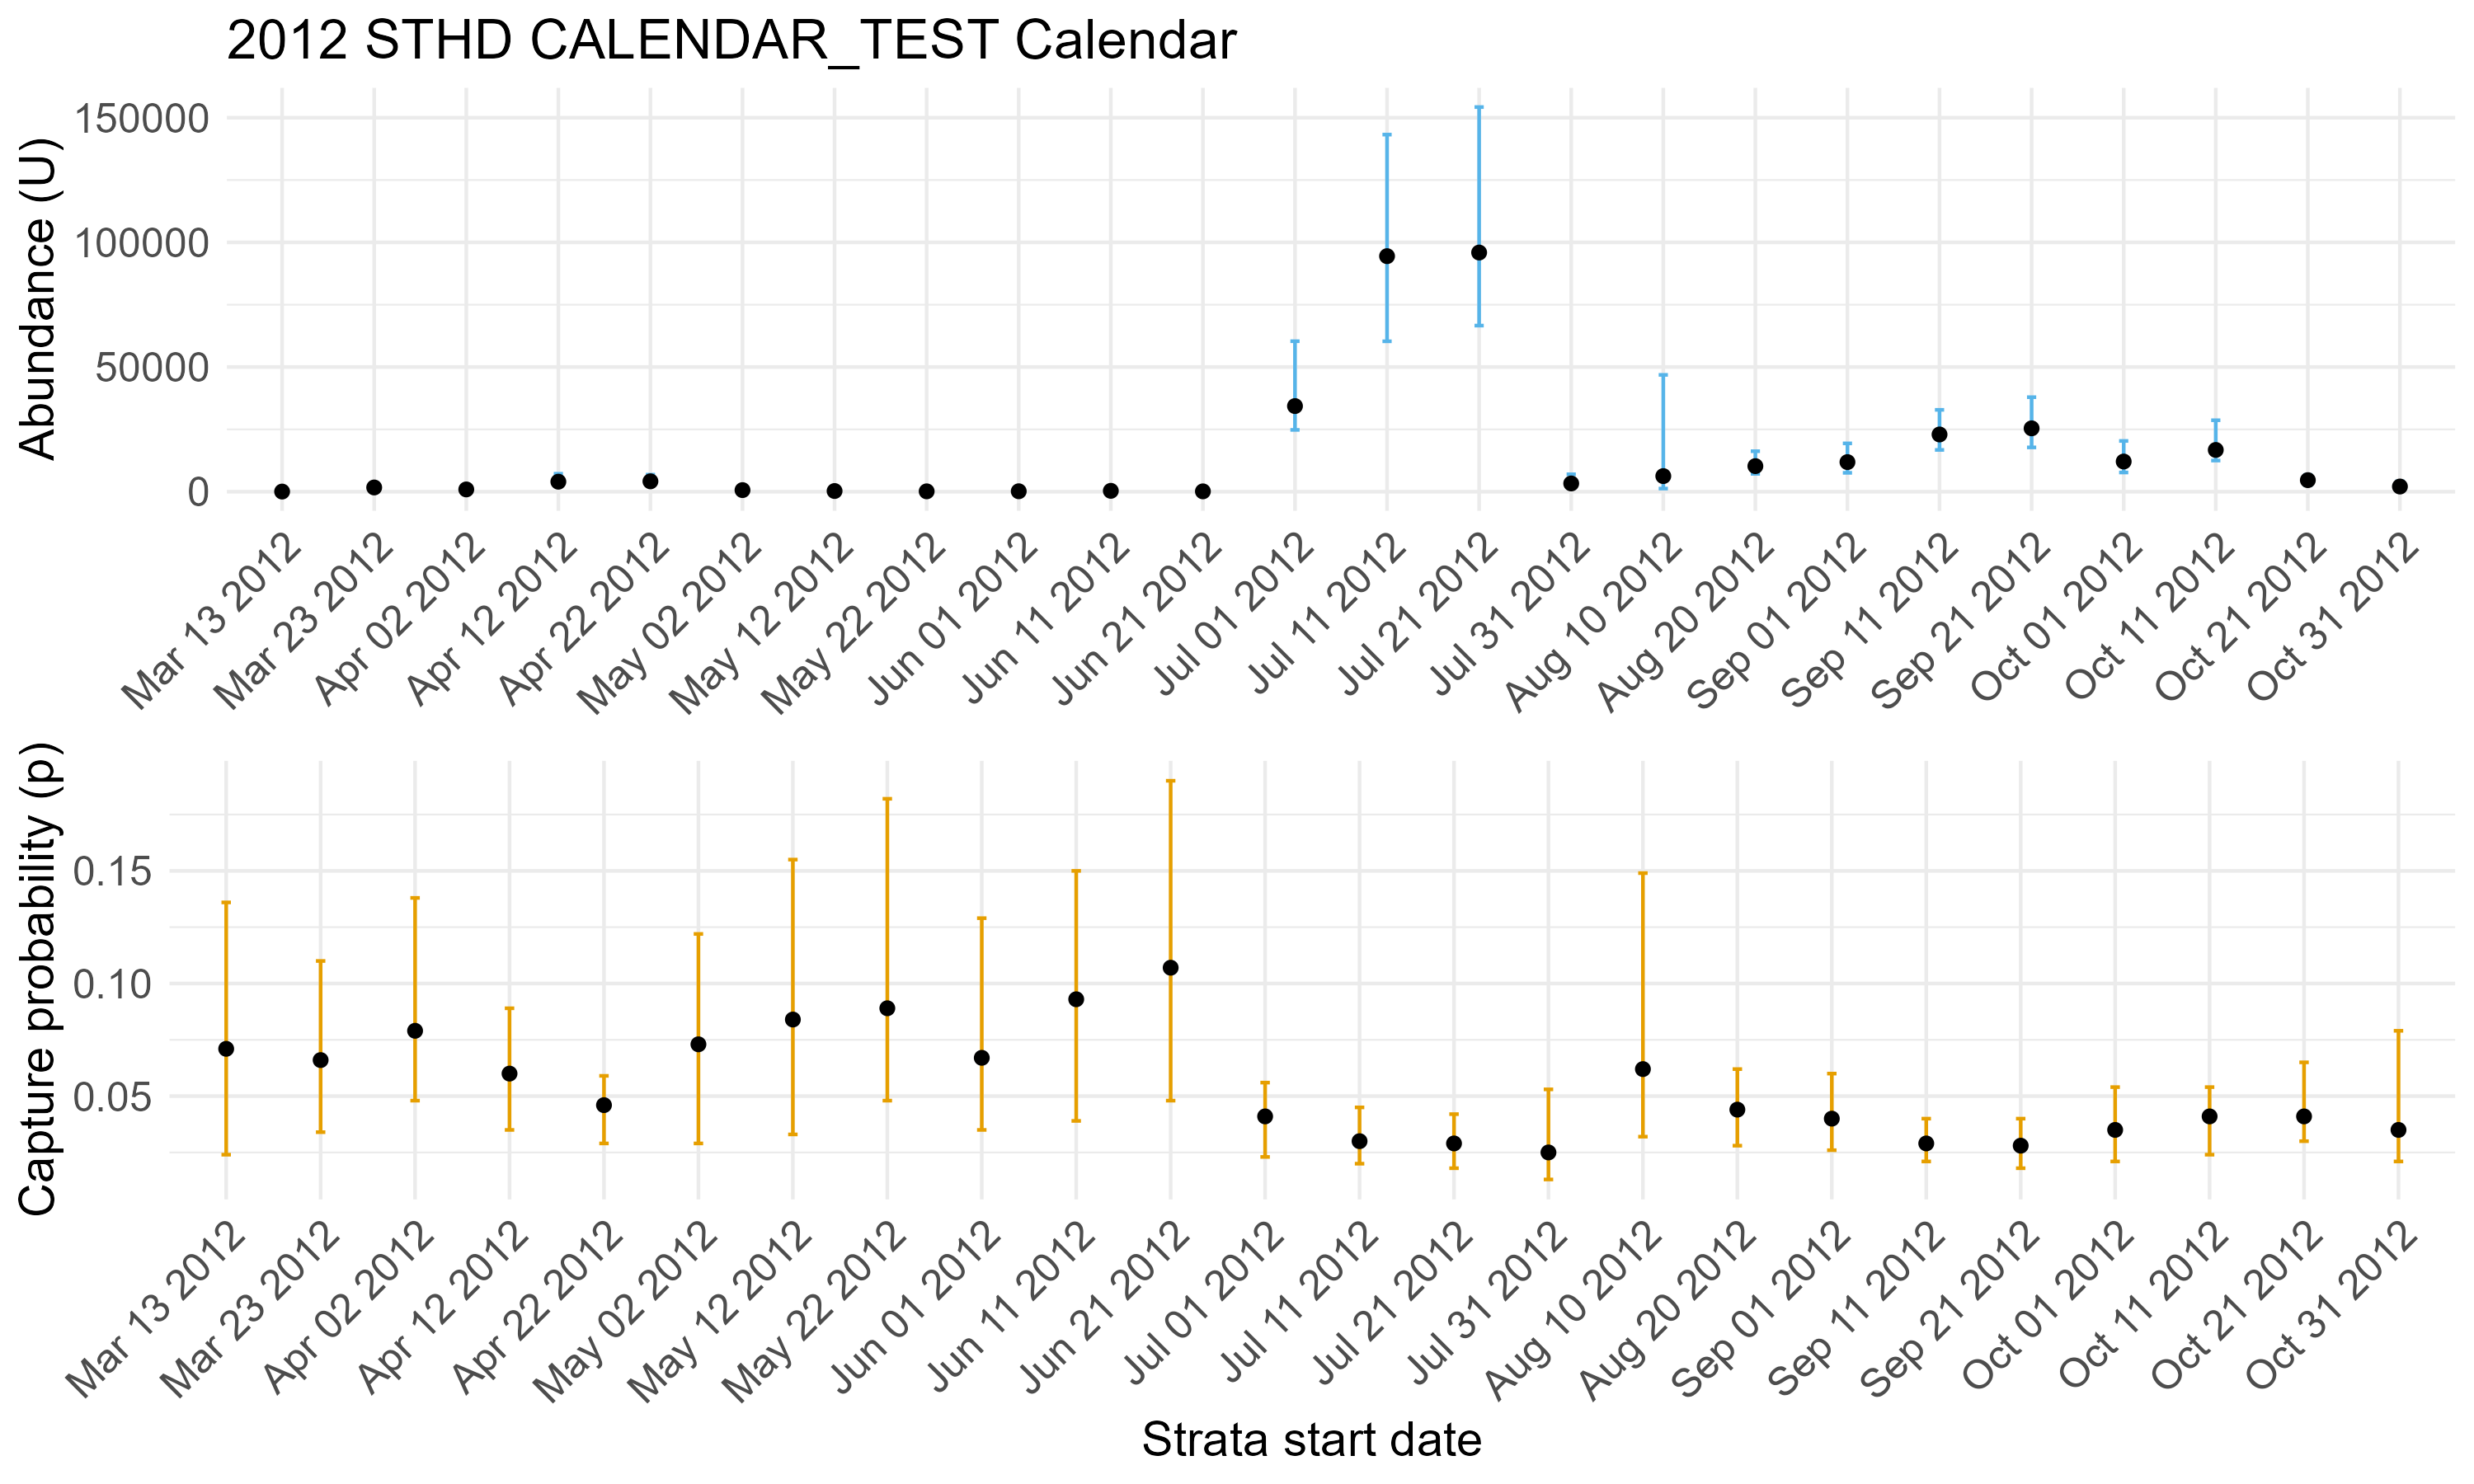 2012 STHD CALENDAR_TEST Calendar
Abundance (U)
150000
100000
50000
0
Mar 13 2012
Mar 23 2012
Apr 02 2012
Apr 12 2012
Apr 22 2012
May 02 2012
May 12 2012
May 22 2012
Jun 01 2012
Jun 11 2012
Jun 21 2012
Jul 01 2012
Jul 11 2012
Jul 21 2012
Jul 31 2012
Aug 10 2012
Aug 20 2012
Sep 01 2012
Sep 11 2012
Sep 21 2012
Oct 01 2012
Oct 11 2012
Oct 21 2012
Oct 31 2012
Capture probability (p)
0.15
0.10
0.05
Mar 13 2012
Mar 23 2012
Apr 02 2012
Apr 12 2012
Apr 22 2012
May 02 2012
May 12 2012
May 22 2012
Jun 01 2012
Jun 11 2012
Jun 21 2012
Jul 01 2012
Jul 11 2012
Jul 21 2012
Jul 31 2012
Aug 10 2012
Aug 20 2012
Sep 01 2012
Sep 11 2012
Sep 21 2012
Oct 01 2012
Oct 11 2012
Oct 21 2012
Oct 31 2012
Strata start date